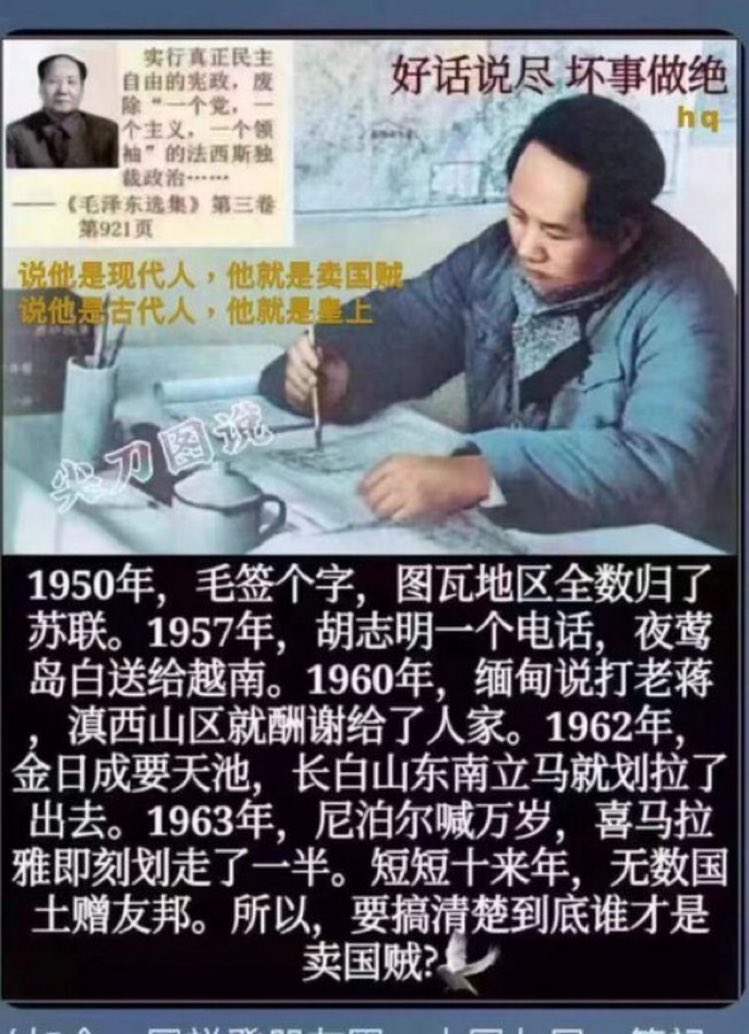 实行真正民主
自由的宪政，废
除“一个党，一
个主义，一个领
袖”的法西斯独
裁政治……
——《毛泽东选集》第三卷
第921页
好话说尽 坏事做绝
hq
说他是现代人，他就是卖国贼
说他是古代人，他就是皇上
尖刀图说
1950年，毛签个字，图瓦地区全数归了
苏联。1957年，胡志明一个电话，夜莺
岛白送给越南。1960年，缅甸说打老蒋
，滇西山区就酬谢给了人家。1962年，
金日成要天池，长白山东南立马就划拉了
出去。1963年，尼泊尔喊万岁，喜马拉
雅即刻划走了一半。短短十来年，无数国
土赠友邦。所以，要搞清楚到底谁才是
卖国贼?